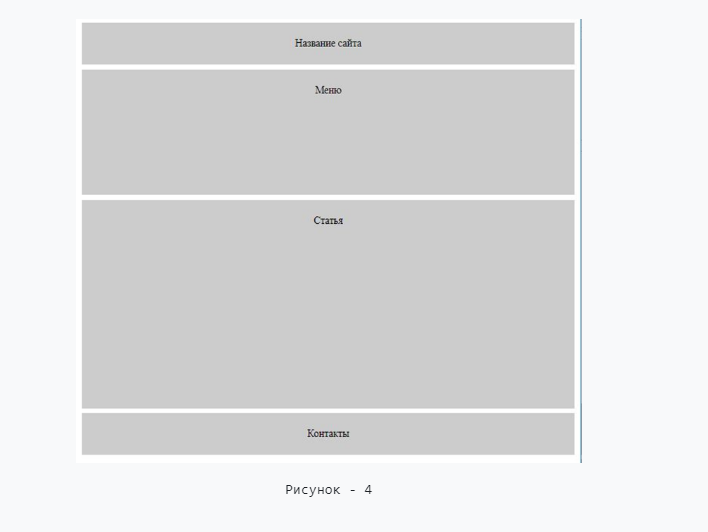 Название сайта
Меню
Статья
Контакты
Рисунок - 4